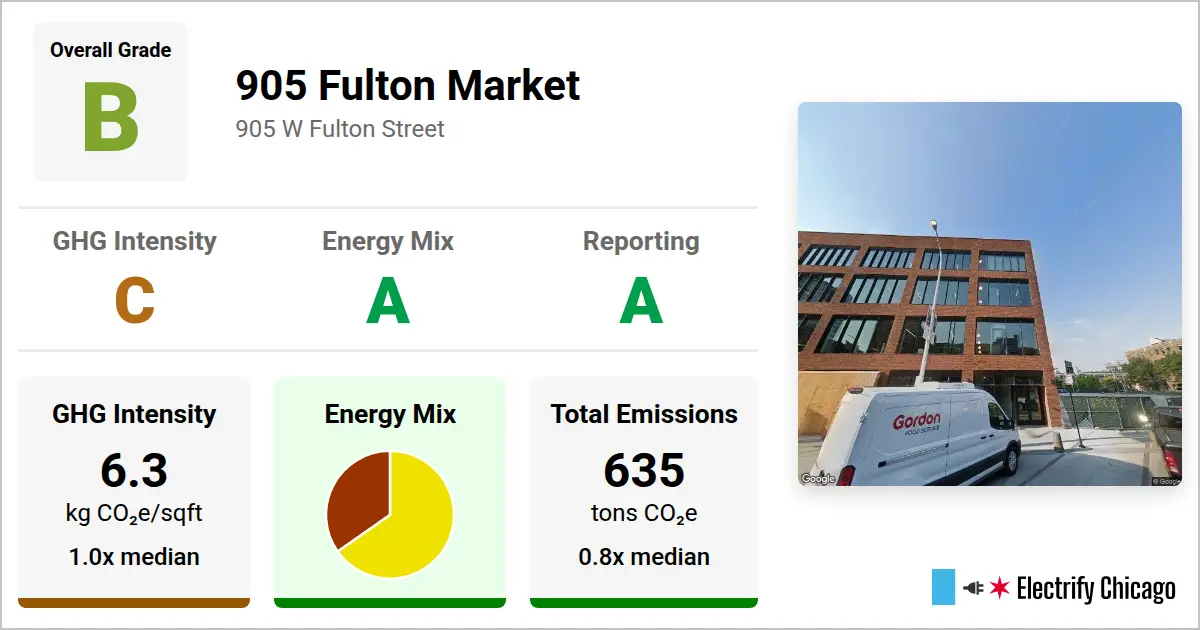 Overall Grade
B
905 Fulton Market
905 W Fulton Street
GHG Intensity
Energy Mix
Reporting
C
A
A
GHG Intensity
6.3
kg CO₂e/sqft
1.0x median
Energy Mix
Total Emissions
635
tons CO₂e
0.8x median
Gordon
FOOD SERVICE
Google
© Google
Electrify Chicago